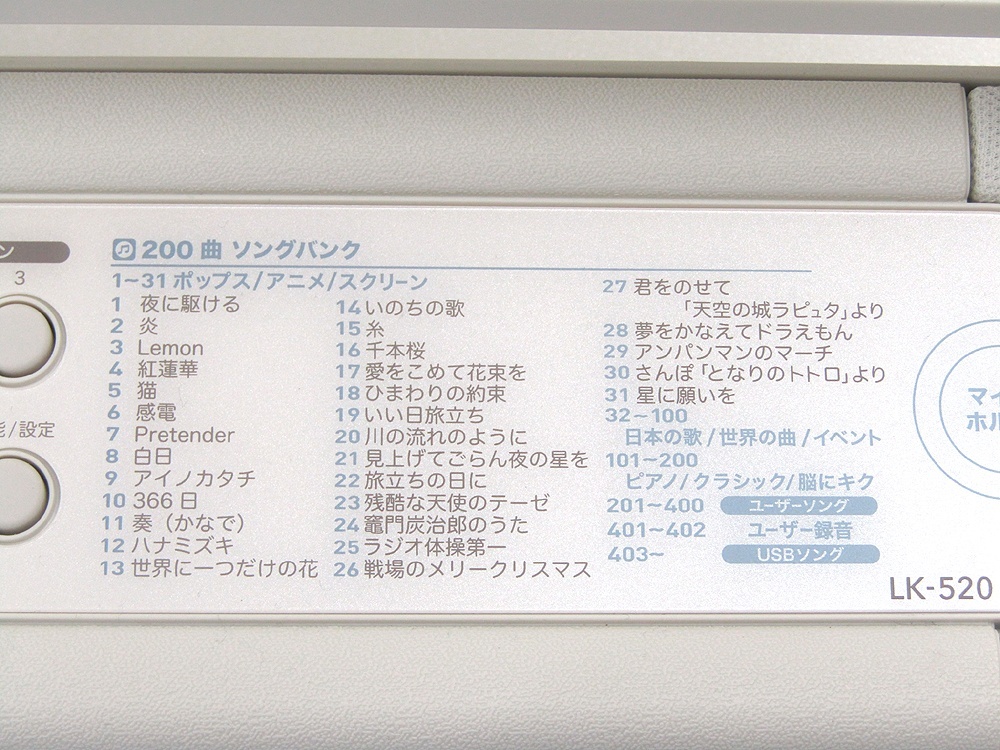 ン
3
能/設定
200 曲 ソングバンク
1~31 ポップス/アニメ/スクリーン
1 夜に駆ける
2 炎
3 Lemon
4 紅蓮華
5 猫
6 感電
7 Pretender
8 白日
9 アイノカタチ
10 366 日
11 奏（かなで）
12 ハナミズキ
13 世界に一つだけの花
14 いのちの歌
15 糸
16 千本桜
17 愛をこめて花束を
18 ひまわりの約束
19 いい日旅立ち
20 川の流れのように
21 見上げてごらん夜の星を
22 旅立ちの日に
23 残酷な天使のテーゼ
24 竈門炭治郎のうた
25 ラジオ体操第一
26 戦場のメリークリスマス
27 君をのせて
「天空の城ラピュタ」より
28 夢をかなえてドラえもん
29 アンパンマンのマーチ
30 さんぽ「となりのトトロ」より
31 星に願いを
32~100
日本の歌/世界の曲/イベント
101~200
ピアノ/クラシック/脳にキク
201~400 ユーザーソング
401~402 ユーザー録音
403~ USBソング
マイ
ホル
LK-520